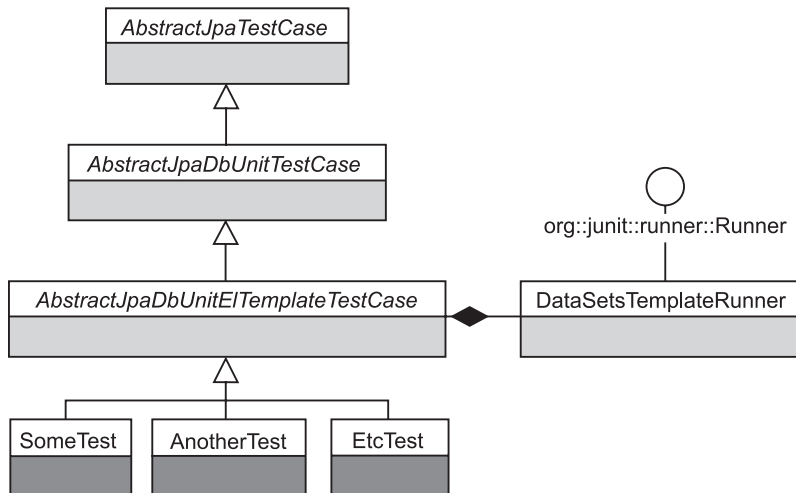 AbstractJpaTestCase
AbstractJpaDbUnitTestCase
org::junit::runner::Runner
AbstractJpaDbUnitElTemplateTestCase
DataSetsTemplateRunner
SomeTest
AnotherTest
EtcTest